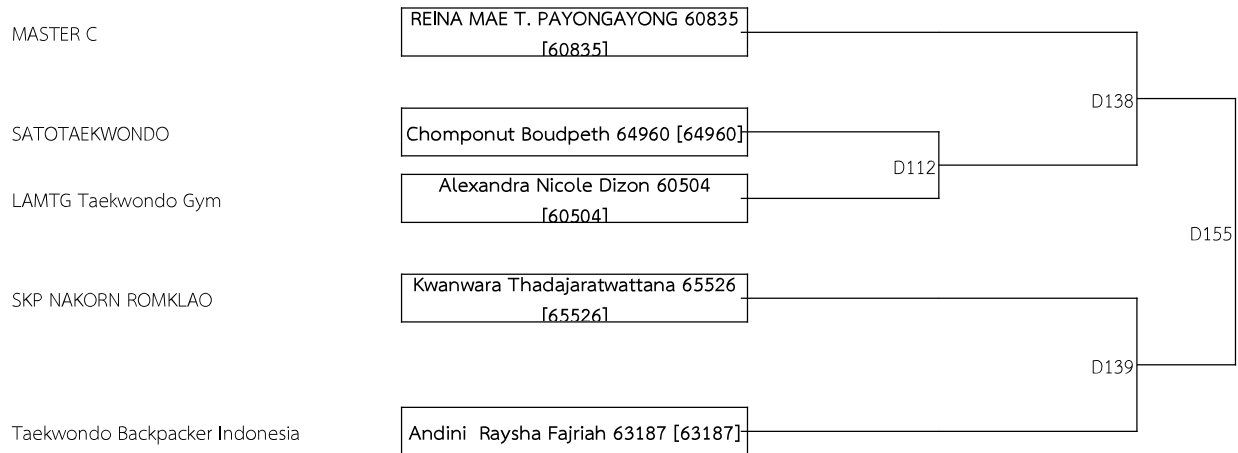 MASTER C
REINA MAE T. PAYONGAYONG 60835
[60835]
D138
SATOTAEKWONDO
Chomponut Boudpeth 64960 [64960]
D112
LAMTG Taekwondo Gym
Alexandra Nicole Dizon 60504
[60504]
D155
SKP NAKORN ROMKLAO
Kwanwara Thadajaratwattana 65526
[65526]
D139
Taekwondo Backpacker Indonesia
Andini  Raysha Fajriah 63187 [63187]